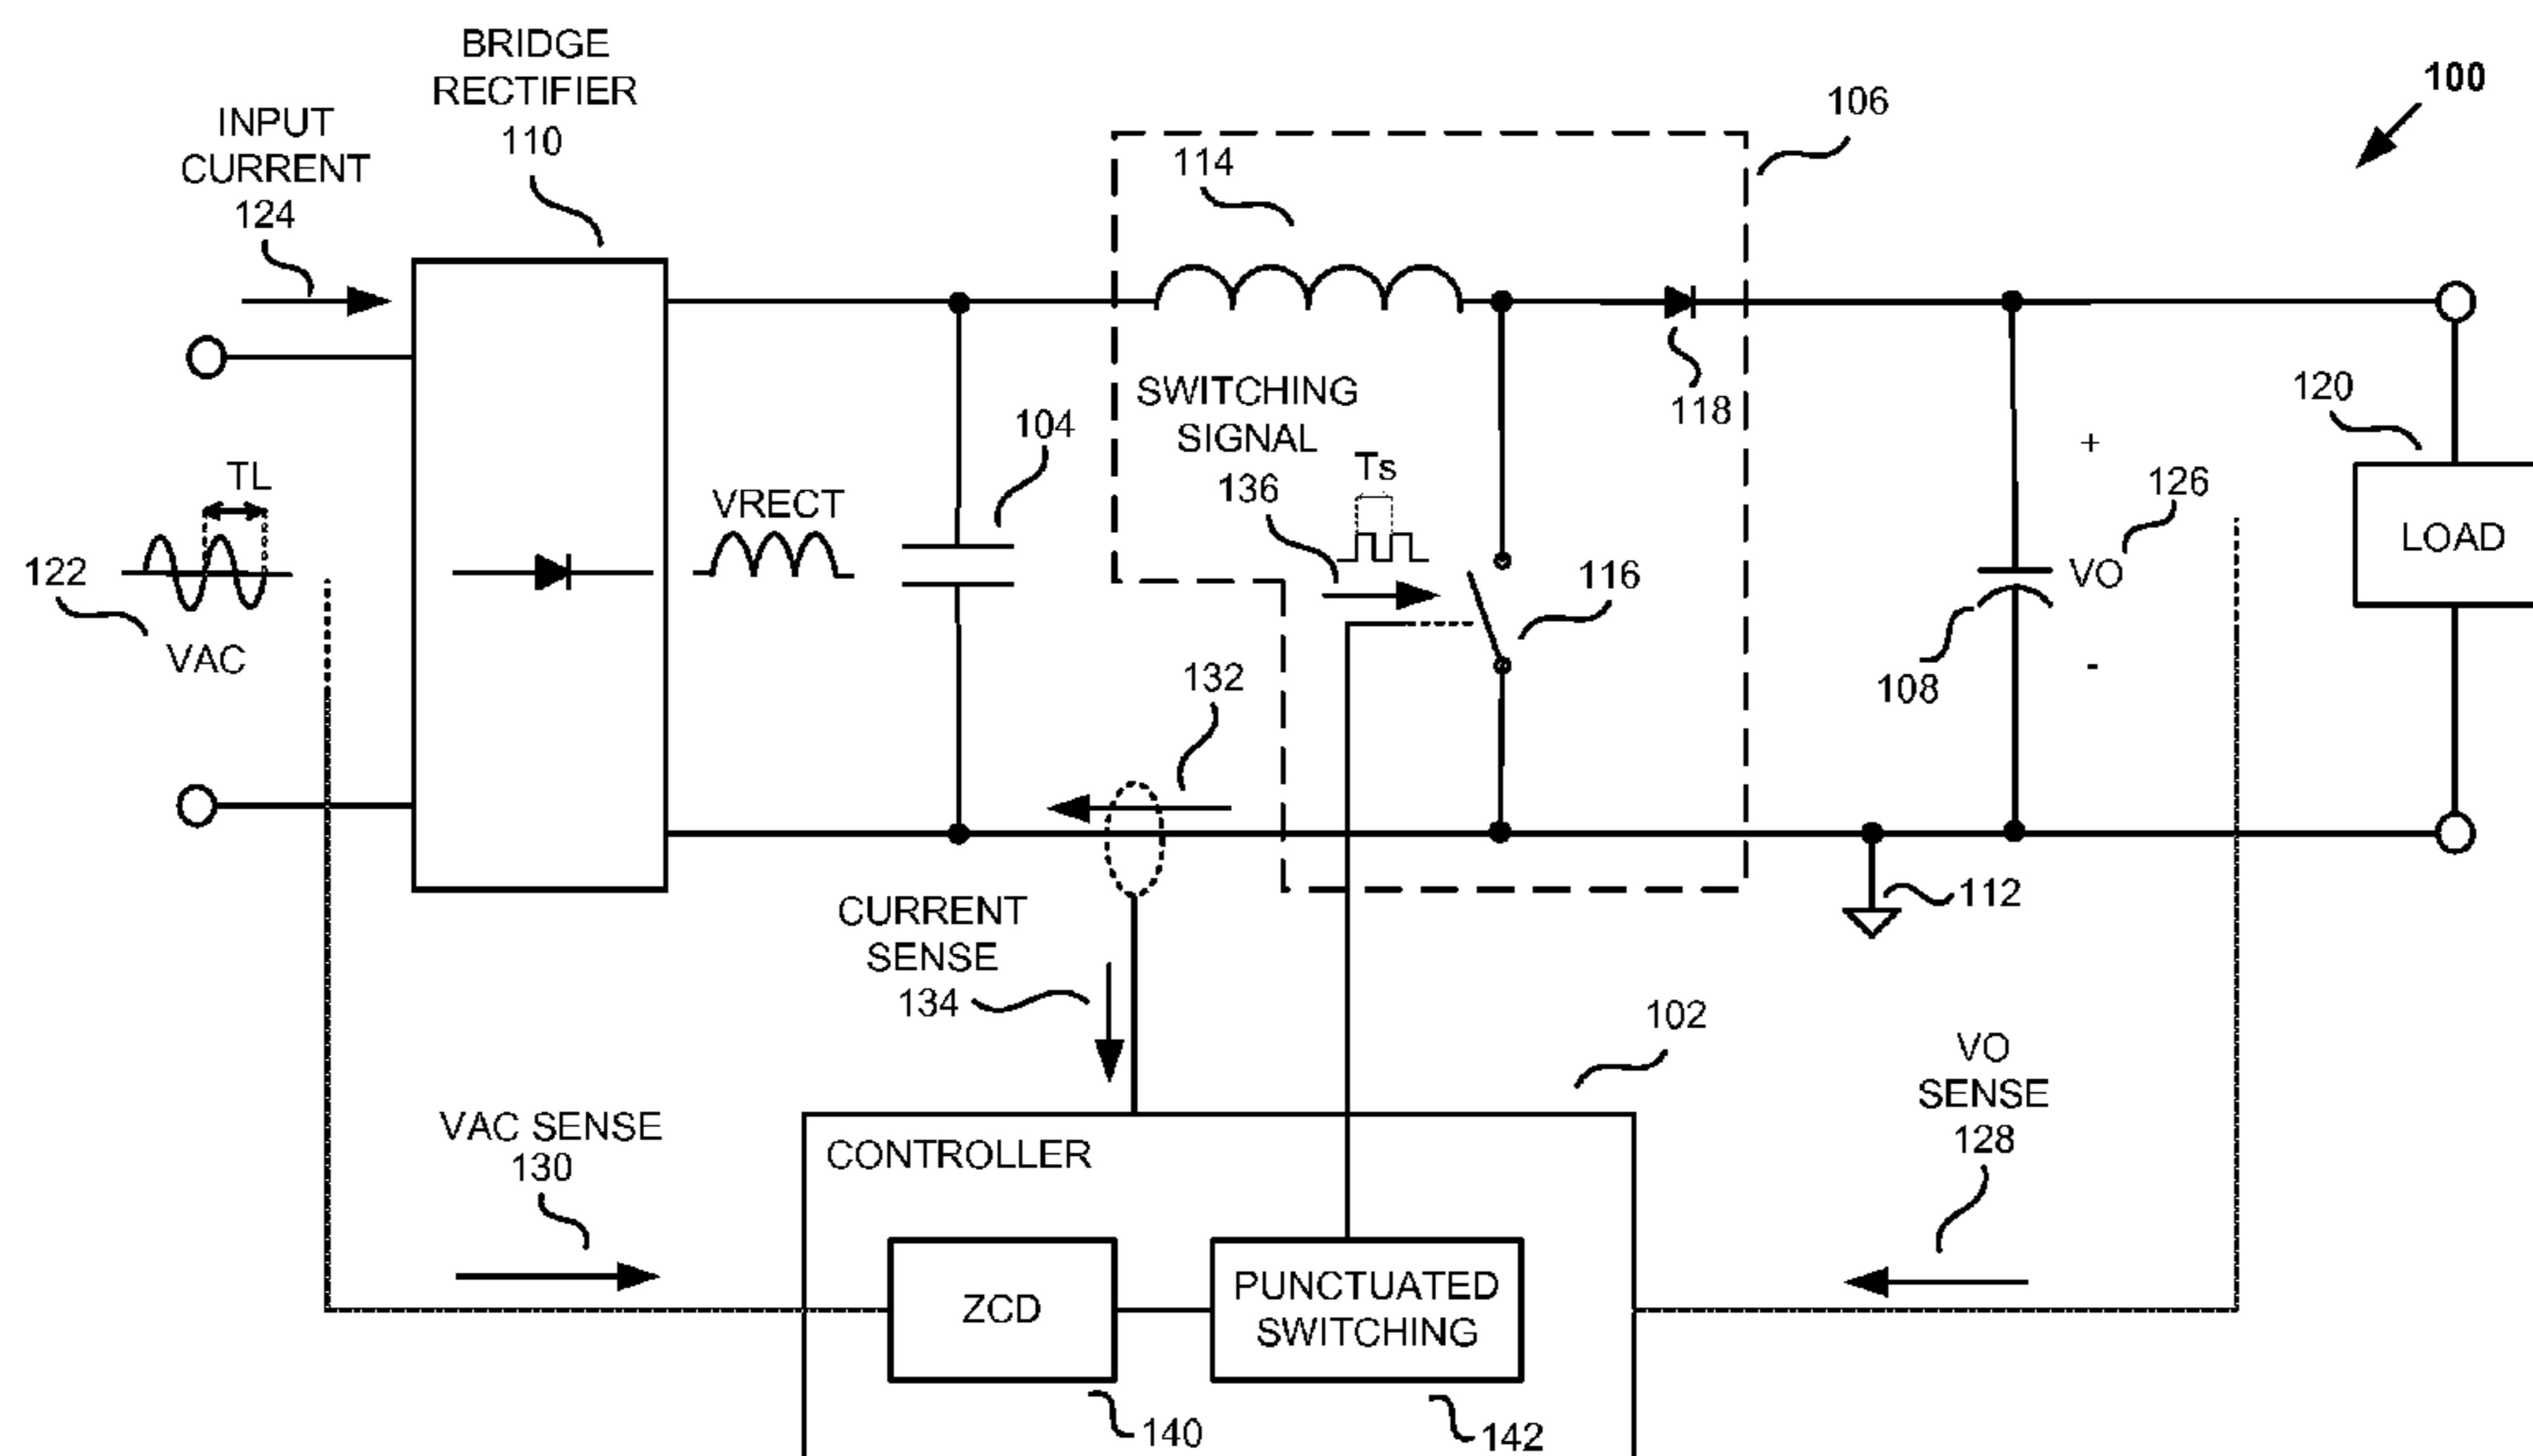 BRIDGE
RECTIFIER
110
INPUT
CURRENT
124
100
106
114
SWITCHING
SIGNAL
136
Ts
118
120
104
TL
VRECT
+
126
VO
LOAD
122
VAC
116
-
108
132
CURRENT
SENSE
134
112
102
VO
SENSE
128
VAC SENSE
130
CONTROLLER
ZCD
PUNCTUATED
SWITCHING
140
142